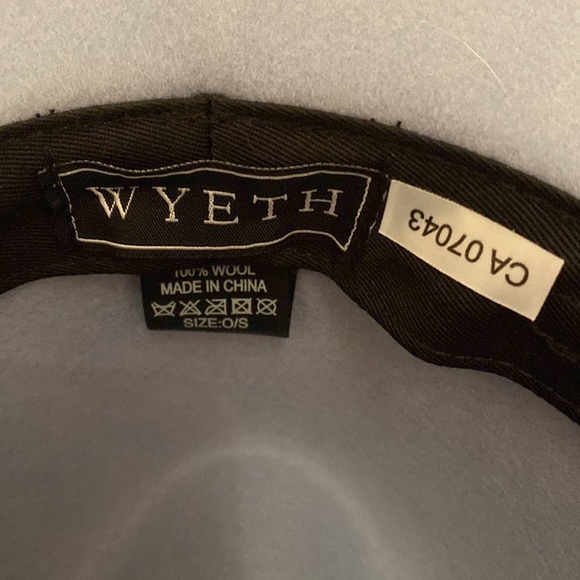 WYETH
CA 07043
100% WOOL
MADE IN CHINA
SIZE:O/S